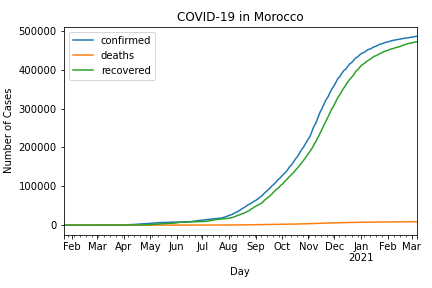 COVID-19 in Morocco
confirmed
deaths
recovered
500000
400000
300000
200000
100000
0
Number of Cases
Feb Mar Apr May Jun Jul Aug Sep Oct Nov Dec Jan Feb Mar
2021
Day